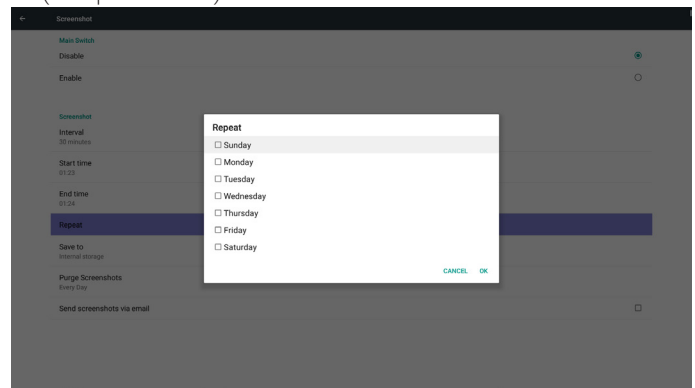 Screenshot
Main Switch
Disable
Enable
Screenshot
Interval
30 minutes
Start time
01:23
End time
01:24
Repeat
Save to
Internal storage
Purge Screenshots
Every Day
Send screenshots via email
Repeat
Sunday
Monday
Tuesday
Wednesday
Thursday
Friday
Saturday
CANCEL OK